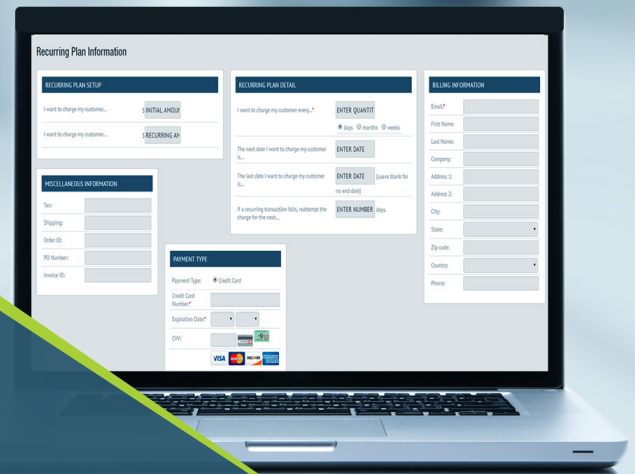 Recurring Plan Information
RECURRING PLAN SETUP
I want to charge my customer...
$ INITIAL AMOUN
I want to charge my customer...
$ RECURRING AM
RECURRING PLAN DETAIL
I want to charge my customer every...*
ENTER QUANTIT
days months weeks
The next date I want to charge my customer
is...
ENTER DATE
The last date I want to charge my customer
is...
ENTER DATE (Leave blank for
no end date)
If a recurring transaction fails, reattempt the
charge for the next...
ENTER NUMBER days.
BILLING INFORMATION
Email:*
First Name:
Last Name:
Company:
Address 1:
Address 2:
City:
State:
Zip code:
Country:
Phone:
MISCELLANEOUS INFORMATION
Tax:
Shipping:
Order ID:
PO Number:
Invoice ID:
PAYMENT TYPE
Payment Type: Credit Card
Credit Card
Number:*
Expiration Date:*
CVV:
VISA MasterCard DISCOVER